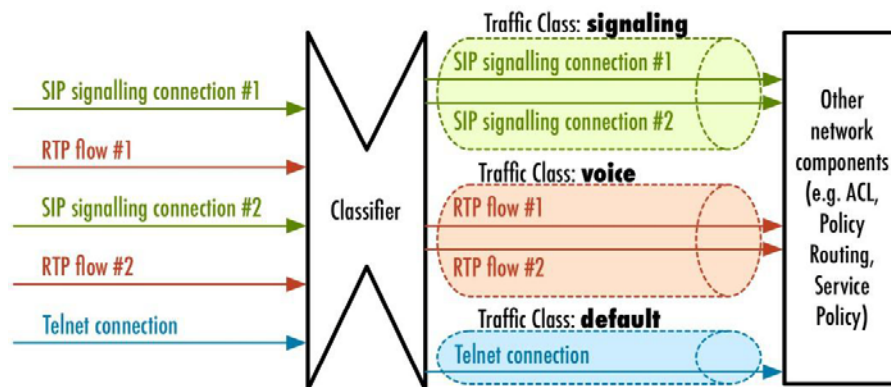 SIP signalling connection #1
RTP flow #1
SIP signalling connection #2
RTP flow #2
Telnet connection
Classifier
Traffic Class: signaling
SIP signalling connection #1
SIP signalling connection #2
Traffic Class: voice
RTP flow #1
RTP flow #2
Traffic Class: default
Telnet connection
Other
network
components
(e.g. ACL,
Policy
Routing,
Service
Policy)